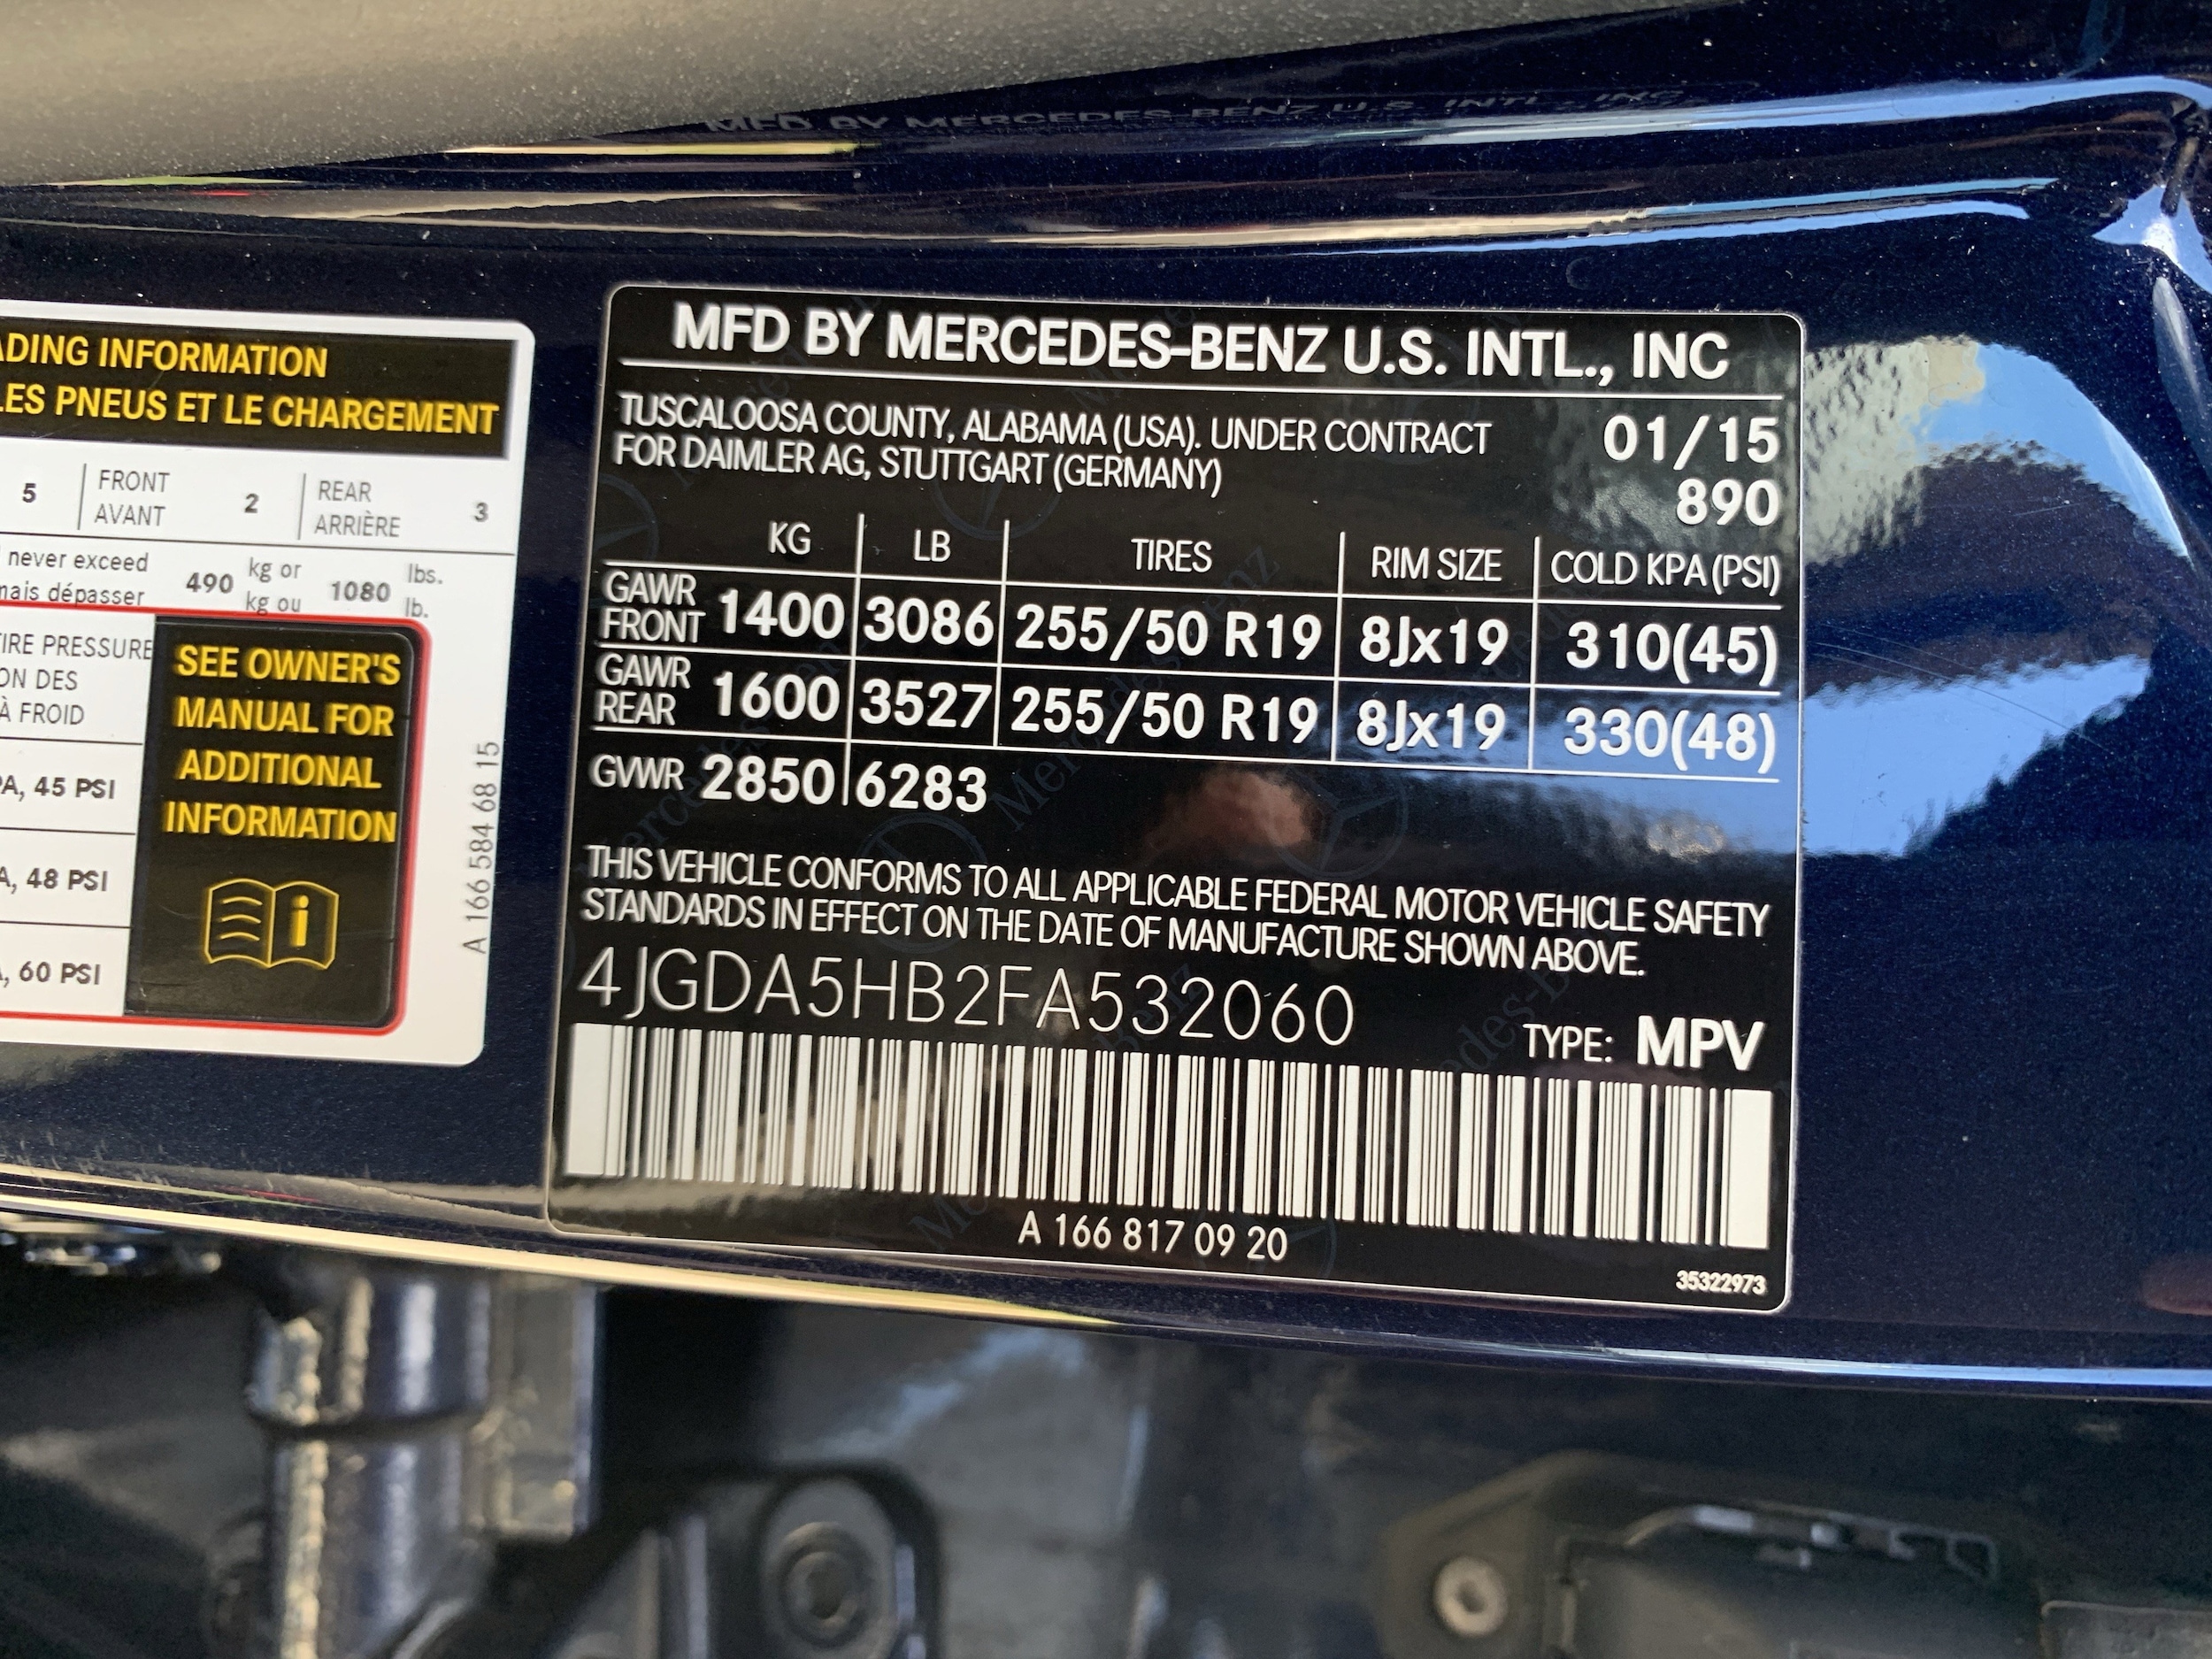 ADING INFORMATION
LES PNEUS ET LE CHARGEMENT
5 FRONT AVANT 2 REAR ARRIÈRE 3
never exceed 490 kg or 1080 lbs.
mais dépasser kg ou lb.
TIRE PRESSURE
ON DES
À FROID
PA, 45 PSI
A, 48 PSI
A, 60 PSI
SEE OWNER'S
MANUAL FOR
ADDITIONAL
INFORMATION
i
A 166 584 68 15
MFD BY MERCEDES-BENZ U.S. INTL., INC
TUSCALOOSA COUNTY, ALABAMA (USA). UNDER CONTRACT 01/15
FOR DAIMLER AG, STUTTGART (GERMANY) 890
KG LB TIRES RIM SIZE COLD KPA (PSI)
GAWR FRONT 1400 3086 255/50 R19 8Jx19 310(45)
GAWR REAR 1600 3527 255/50 R19 8Jx19 330(48)
GVWR 2850 6283
THIS VEHICLE CONFORMS TO ALL APPLICABLE FEDERAL MOTOR VEHICLE SAFETY
STANDARDS IN EFFECT ON THE DATE OF MANUFACTURE SHOWN ABOVE.
4JGDA5HB2FA532060 TYPE: MPV
A 166 817 09 20
35322973